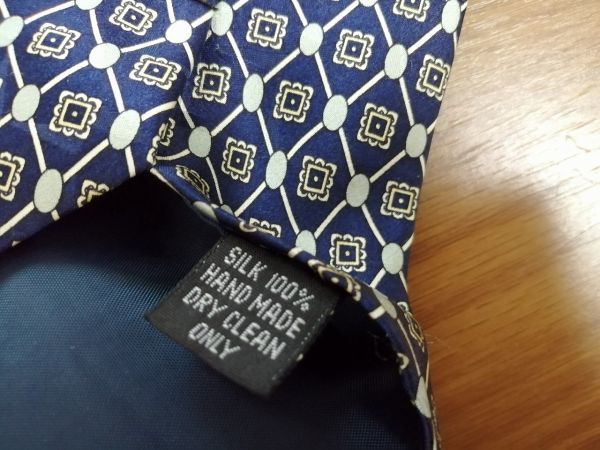 SILK 100%
HAND MADE
DRY CLEAN
ONLY